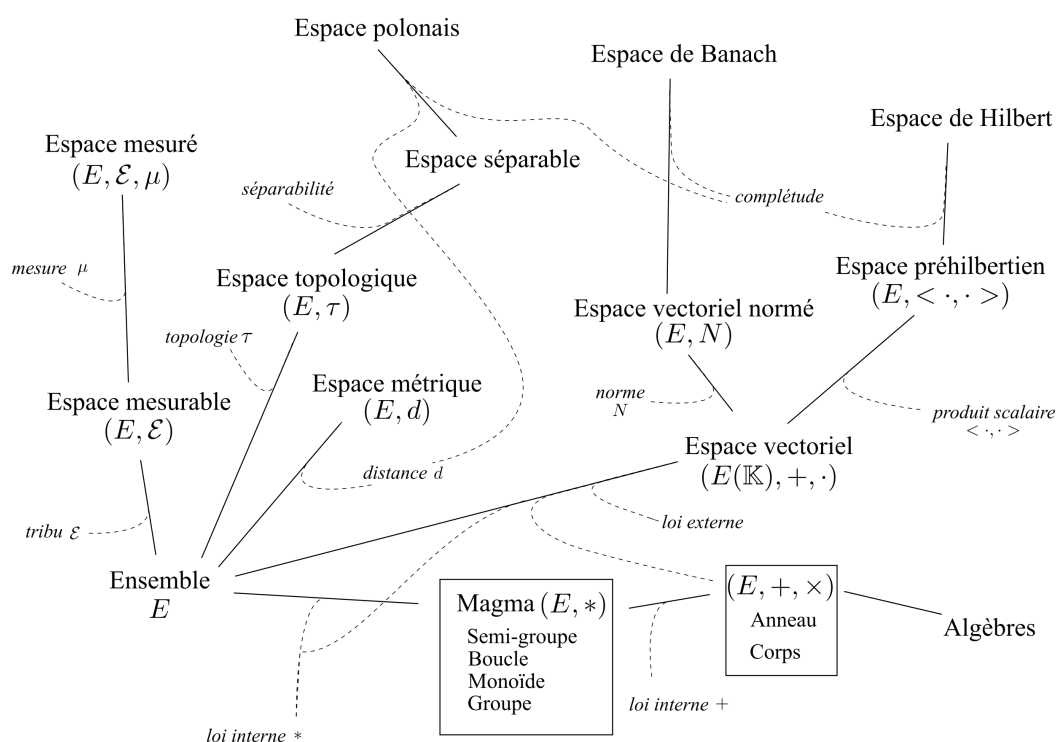 Espace polonais
Espace de Banach
Espace de Hilbert
Espace mesuré
(E, ℰ, μ)
Espace séparable
séparabilité
complétude
mesure μ
Espace topologique
(E, τ)
Espace préhilbertien
(E, < ·, · >)
Espace vectoriel normé
(E, N)
topologie τ
Espace métrique
(E, d)
Espace mesurable
(E, ℰ)
norme
N
produit scalaire
< ·,· >
Espace vectoriel
(E(𝕂), +, ·)
distance d
tribu ℰ
loi externe
Ensemble
E
Magma (E, *)
Semi-groupe
Boucle
Monoïde
Groupe
(E, +, ×)
Anneau
Corps
Algèbres
loi interne +
loi interne *